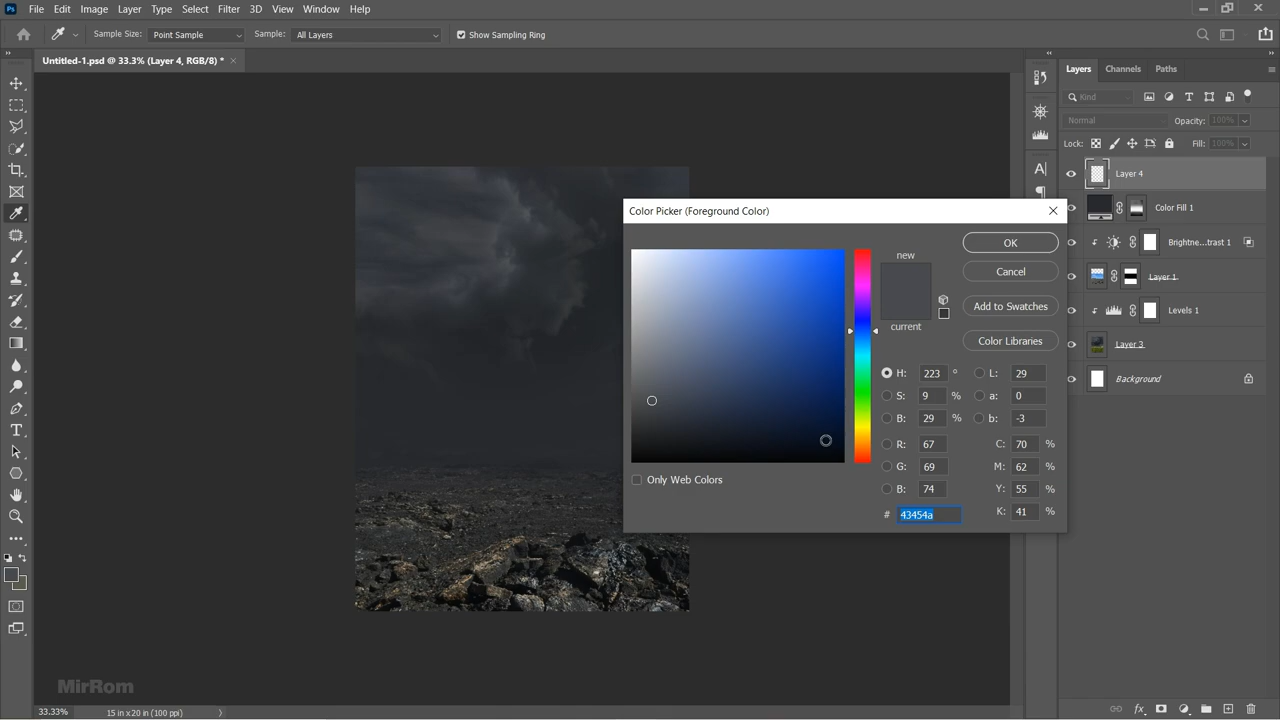 Ps File Edit Image Layer Type Select Filter 3D View Window Help
Sample Size: Point Sample Sample: All Layers Show Sampling Ring
Untitled-1.psd @ 33.3% (Layer 4, RGB/8) * ×
Layers Channels Paths
Kind
Normal Opacity: 100%
Lock: Fill: 100%
Layer 4
Color Fill 1
Brightne...trast 1
Layer 1
Levels 1
Layer 3
Background
Color Picker (Foreground Color)
new
current
OK
Cancel
Add to Swatches
Color Libraries
H: 223 ° L: 29
S: 9 % a: 0
B: 29 % b: -3
R: 67 C: 70 %
G: 69 M: 62 %
B: 74 Y: 55 %
# 43454a K: 41 %
Only Web Colors
MirRom
33.33% 15 in x 20 in (100 ppi)